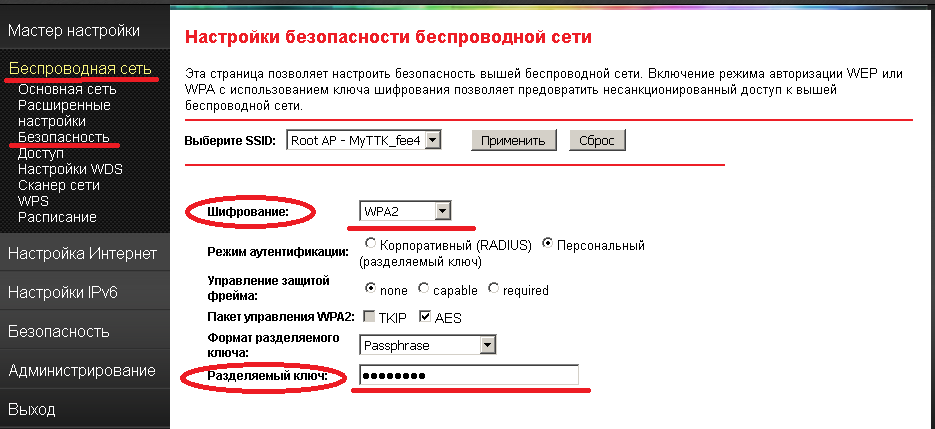 Мастер настройки
Беспроводная сеть
Основная сеть
Расширенные
настройки
Безопасность
Доступ
Настройки WDS
Сканер сети
WPS
Расписание
Настройка Интернет
Настройки IPv6
Безопасность
Администрирование
Выход
Настройки безопасности беспроводной сети
Эта страница позволяет настроить безопасность вышей беспроводной сети. Включение режима авторизации WEP или
WPA с использованием ключа шифрования позволяет предовратить несанкционированный доступ к вышей
беспроводной сети.
Выберите SSID: Root AP - MyTTK_fee4 Применить Сброс
Шифрование: WPA2
Режим аутентификации: Корпоративный (RADIUS) Персональный
(разделяемый ключ)
Управление защитой
фрейма: none capable required
Пакет управления WPA2: TKIP AES
Формат разделяемого
ключа: Passphrase
Разделяемый ключ: ●●●●●●●●